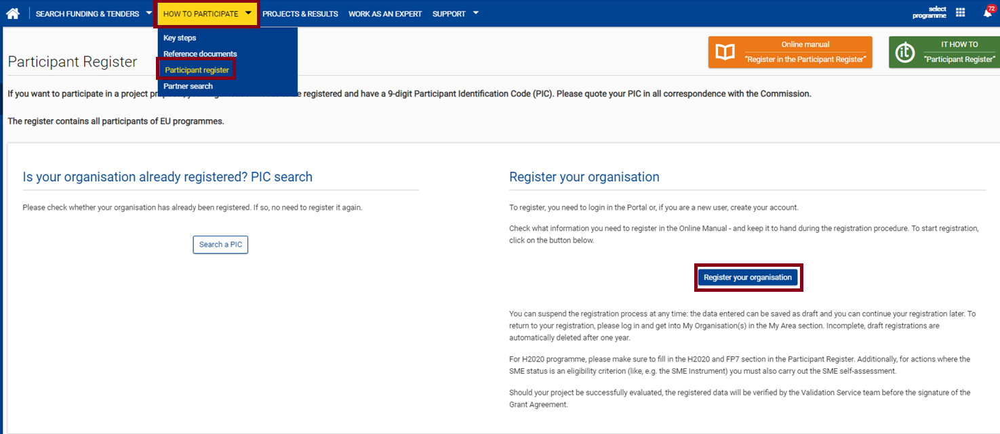 SEARCH FUNDING & TENDERS HOW TO PARTICIPATE PROJECTS & RESULTS WORK AS AN EXPERT SUPPORT select programme 72
Key steps
Reference documents
Participant register
Partner search
Participant Register
Online manual
"Register in the Participant Register"
it
IT HOW TO
"Participant Register"
If you want to participate in a project e registered and have a 9-digit Participant Identification Code (PIC). Please quote your PIC in all correspondence with the Commission.
The register contains all participants of EU programmes.
Is your organisation already registered? PIC search
Please check whether your organisation has already been registered. If so, no need to register it again.
Search a PIC
Register your organisation
To register, you need to login in the Portal or, if you are a new user, create your account.
Check what information you need to register in the Online Manual - and keep it to hand during the registration procedure. To start registration,
click on the button below.
Register your organisation
You can suspend the registration process at any time: the data entered can be saved as draft and you can continue your registration later. To
return to your registration, please log in and get into My Organisation(s) in the My Area section. Incomplete, draft registrations are
automatically deleted after one year.
For H2020 programme, please make sure to fill in the H2020 and FP7 section in the Participant Register. Additionally, for actions where the
SME status is an eligibility criterion (like, e.g. the SME Instrument) you must also carry out the SME self-assessment.
Should your project be successfully evaluated, the registered data will be verified by the Validation Service team before the signature of the
Grant Agreement.